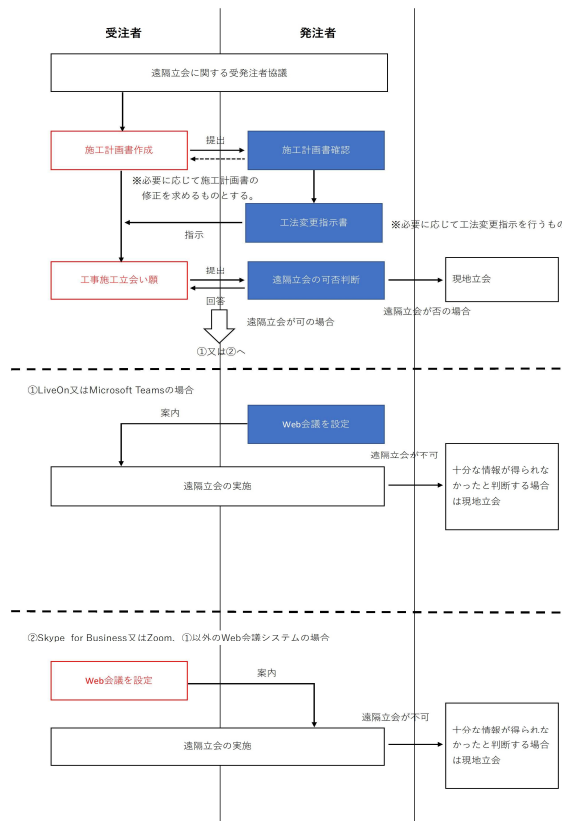 受注者
発注者
遠隔立会に関する受発注者協議
施工計画書作成
提出
施工計画書確認
※必要に応じて施工計画書の
修正を求めるものとする。
工法変更指示書
※必要に応じて工法変更指示を行うもの
指示
工事施工立会い願
提出
遠隔立会の可否判断
現地立会
回答
遠隔立会が否の場合
遠隔立会が可の場合
①又は②へ
①LiveOn又はMicrosoft Teamsの場合
案内
Web会議を設定
遠隔立会が不可
遠隔立会の実施
十分な情報が得られな
かったと判断する場合
は現地立会
②Skype for Business又はZoom、①以外のWeb会議システムの場合
Web会議を設定
案内
遠隔立会が不可
遠隔立会の実施
十分な情報が得られな
かったと判断する場合
は現地立会